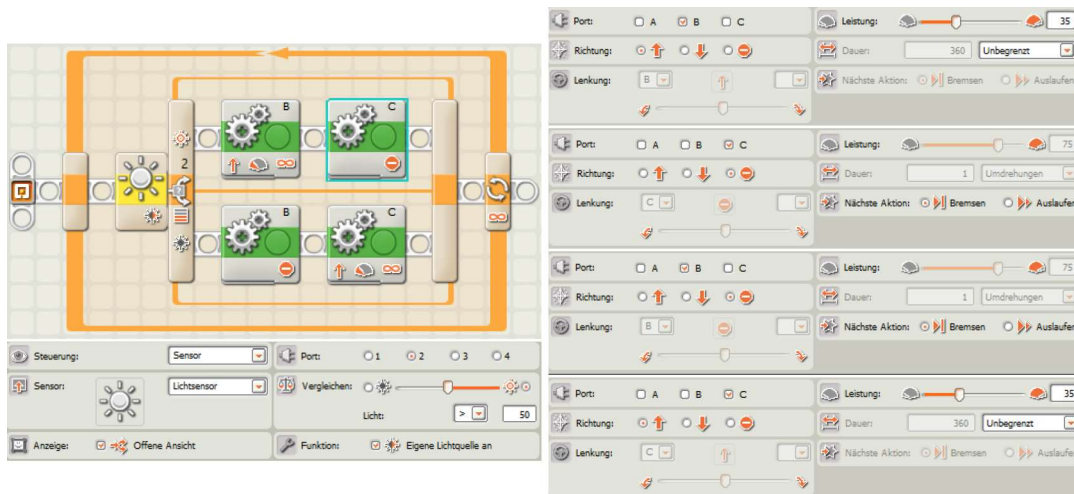 B C
2
B C
Steuerung: Sensor Port: 1 2 3 4
Sensor: Lichtsensor Vergleichen:
Licht: > 50
Anzeige: Offene Ansicht Funktion: Eigene Lichtquelle an
Port: A B C Leistung: 35
Richtung: Dauer: 360 Unbegrenzt
Lenkung: B Nächste Aktion: Bremsen Auslaufen
Port: A B C Leistung: 75
Richtung: Dauer: 1 Umdrehungen
Lenkung: C Nächste Aktion: Bremsen Auslaufen
Port: A B C Leistung: 75
Richtung: Dauer: 1 Umdrehungen
Lenkung: B Nächste Aktion: Bremsen Auslaufen
Port: A B C Leistung: 35
Richtung: Dauer: 360 Unbegrenzt
Lenkung: C Nächste Aktion: Bremsen Auslaufen